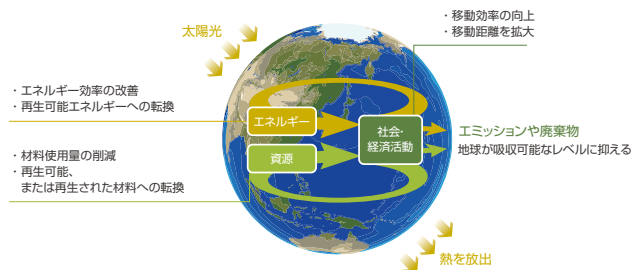 太陽光
・移動効率の向上
・移動距離を拡大
・エネルギー効率の改善
・再生可能エネルギーへの転換
エネルギー
社会・
経済活動
エミッションや廃棄物
地球が吸収可能なレベルに抑える
・材料使用量の削減
・再生可能、
または再生された材料への転換
資源
熱を放出